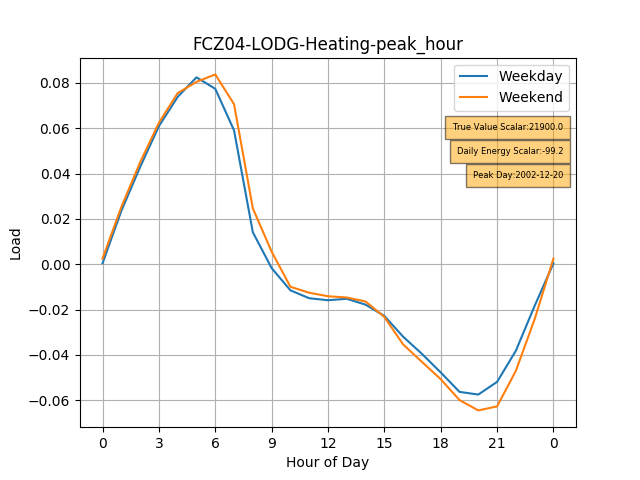 FCZ04-LODG-Heating-peak_hour
Weekday
Weekend
True Value Scalar:21900.0
Daily Energy Scalar:-99.2
Peak Day:2002-12-20
Load
0.08
0.06
0.04
0.02
0.00
−0.02
−0.04
−0.06
0 3 6 9 12 15 18 21 0
Hour of Day